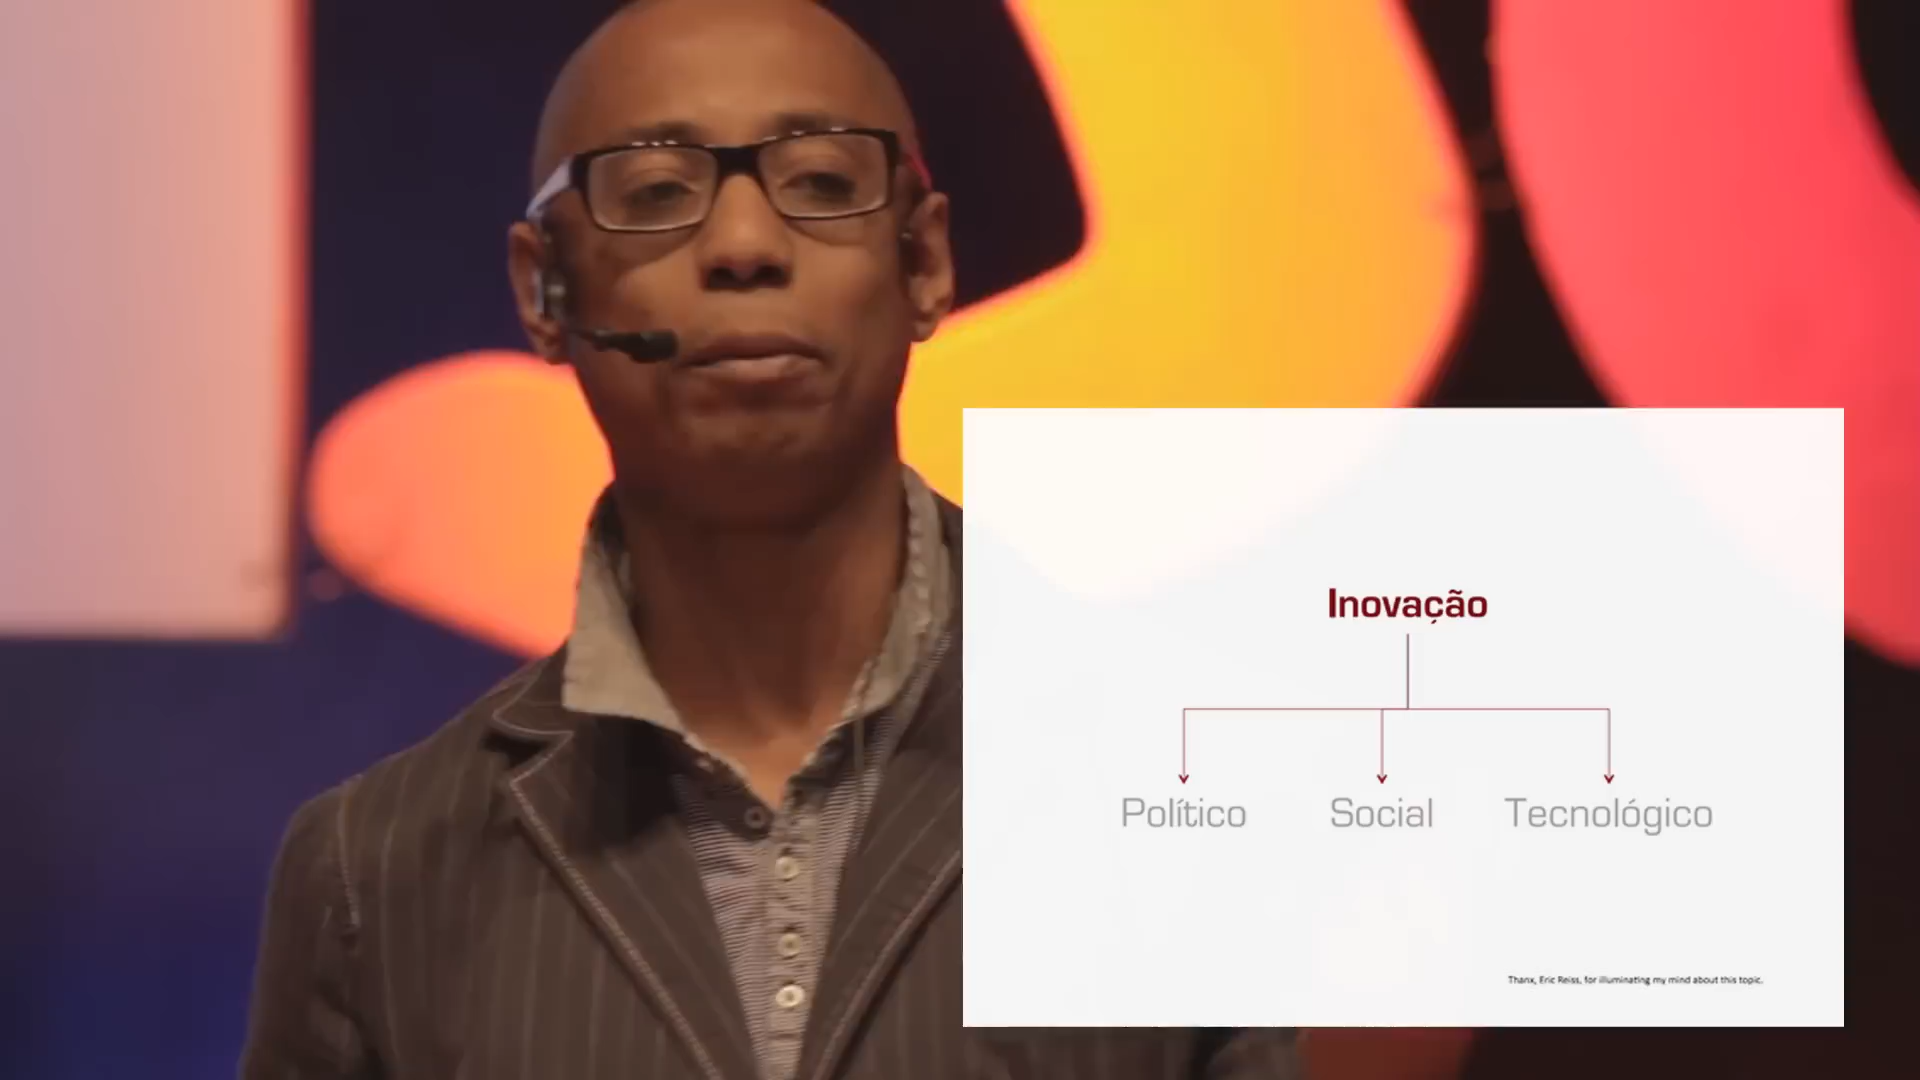 Inovação
Político Social Tecnológico
Thanx, Eric Reiss, for illuminating my mind about this topic.